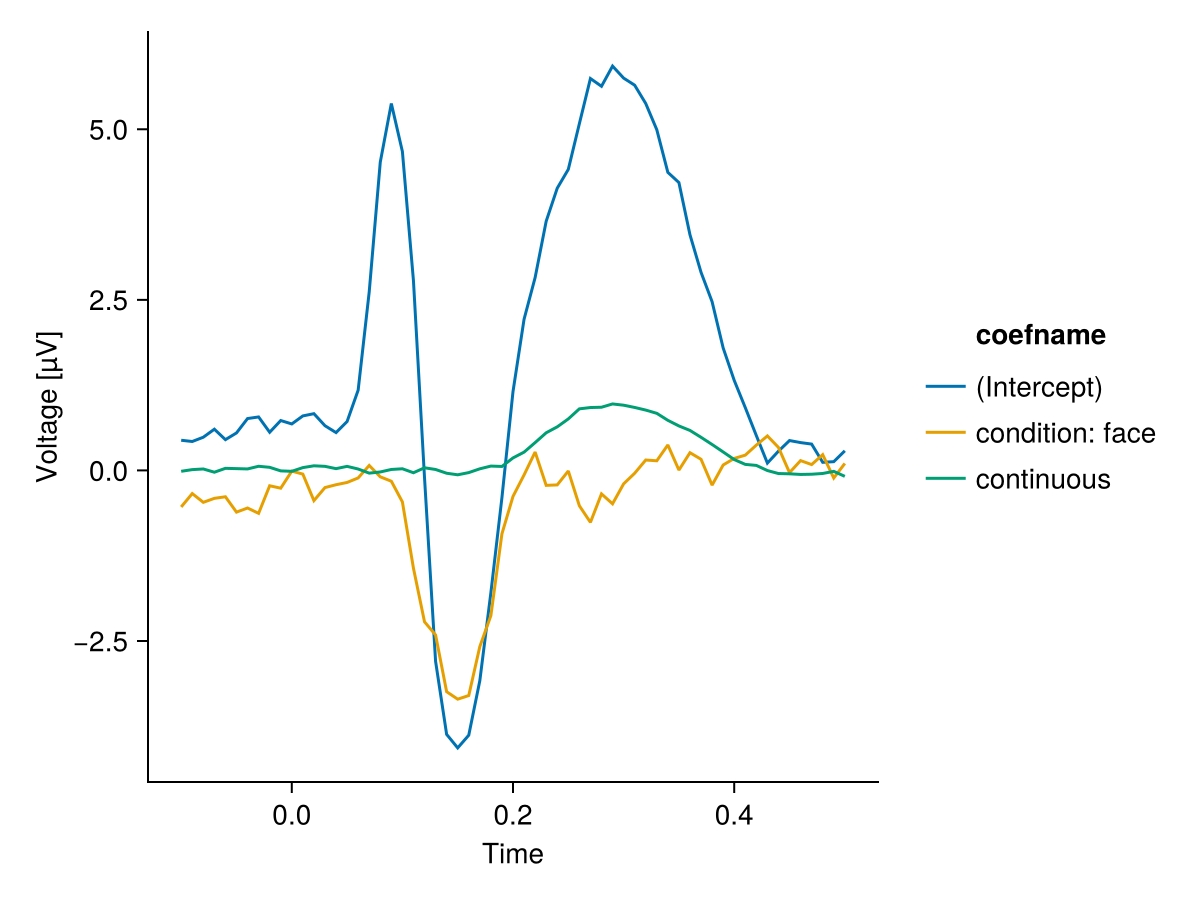 5.0
2.5
0.0
−2.5
Voltage [µV]
0.0 0.2 0.4
Time
coefname
(Intercept)
condition: face
continuous